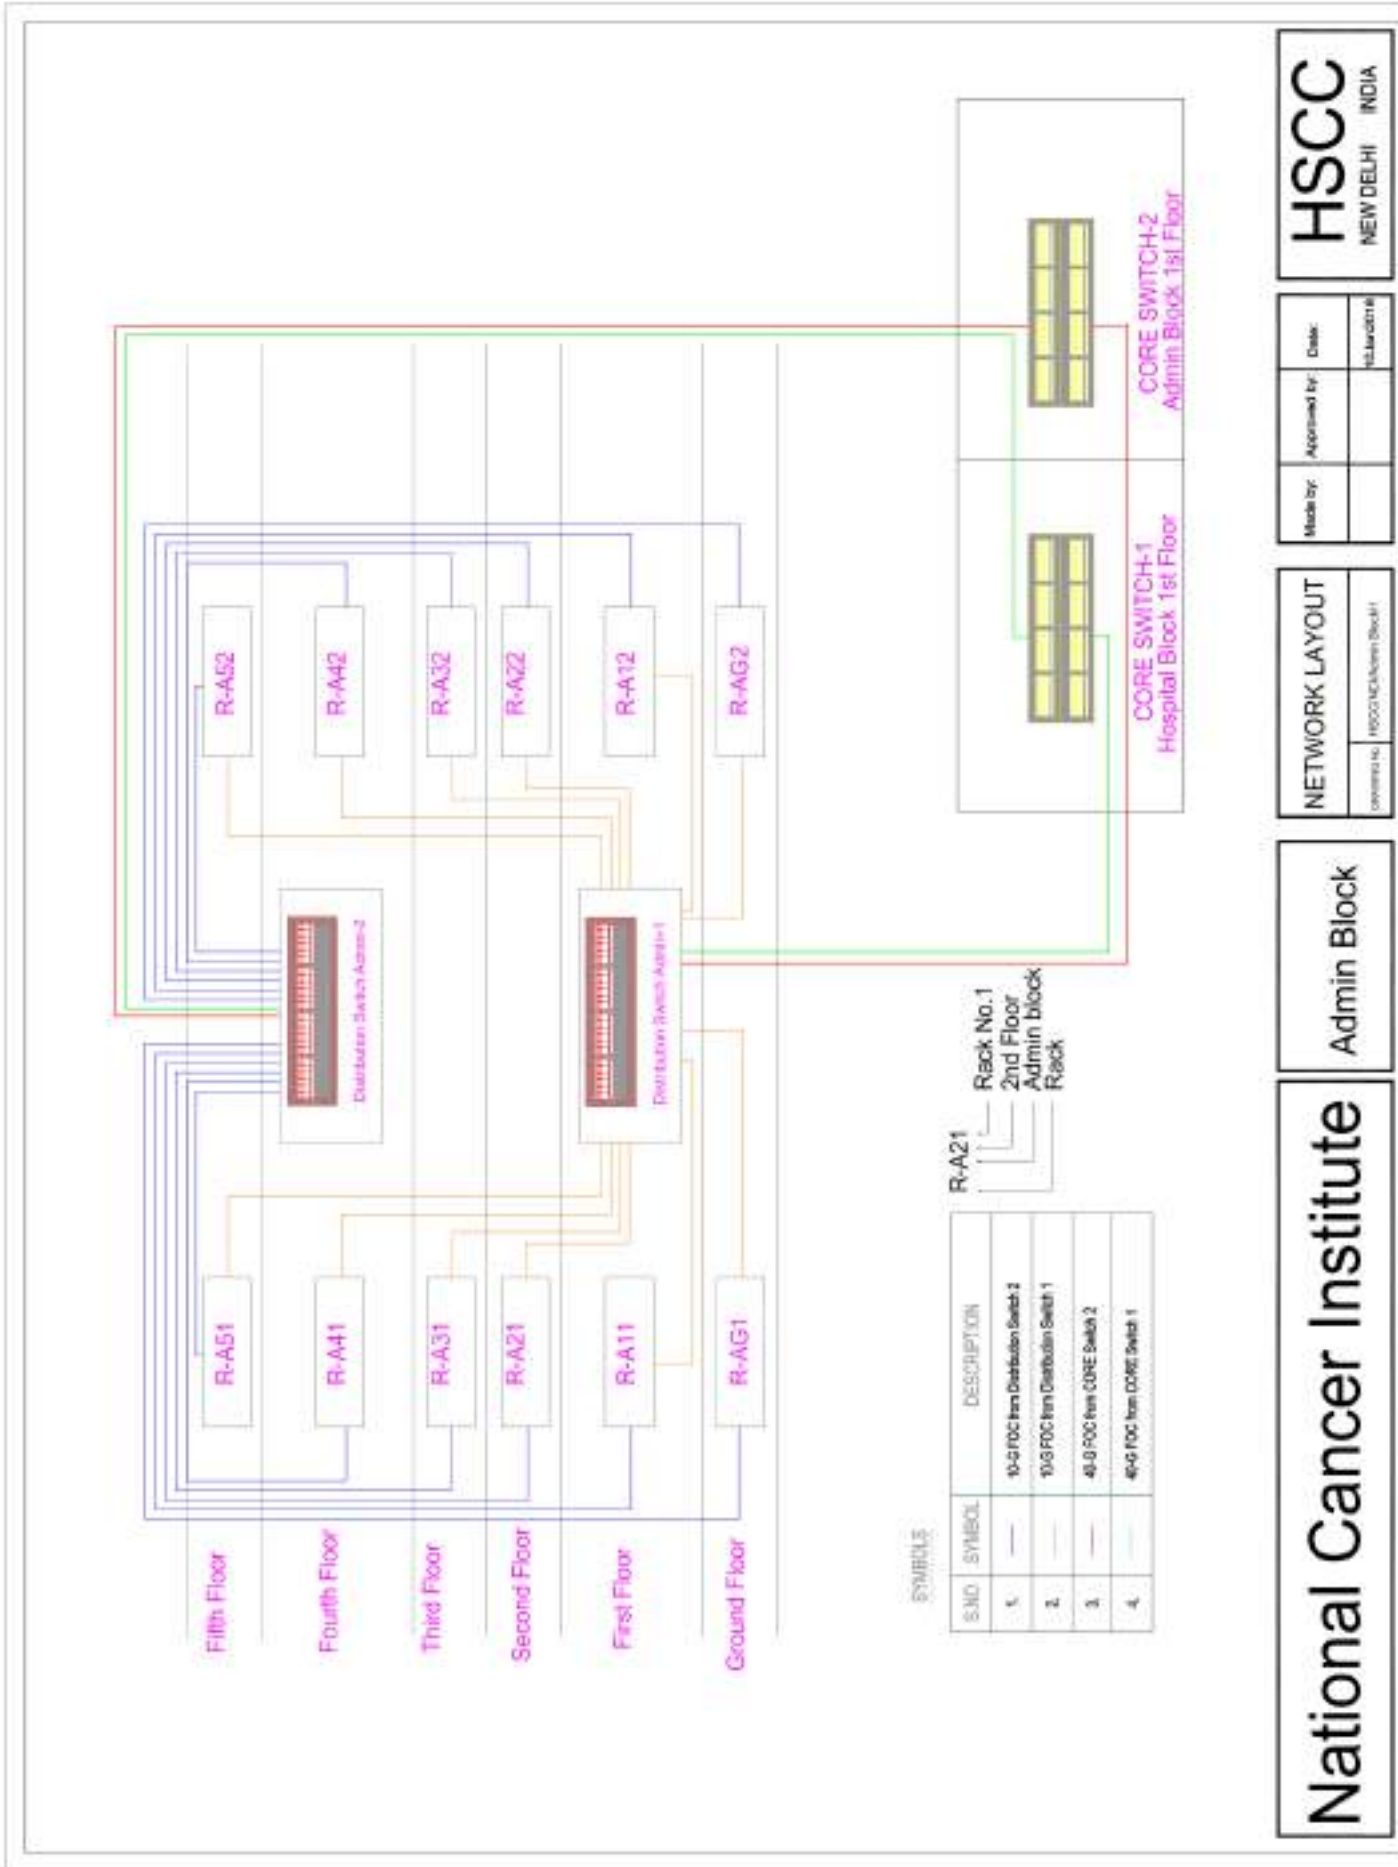 Fifth Floor
R-A51
R-A52
Fourth Floor
R-A41
Distribution Switch Admin-2
R-A42
Third Floor
R-A31
R-A32
Second Floor
R-A21
R-A22
First Floor
R-A11
Distribution Switch Admin-1
R-A12
Ground Floor
R-AG1
R-AG2
SYMBOLS
S.NO SYMBOL DESCRIPTION
1. 10-G FOC from Distribution Switch 2
2. 10-G FOC from Distribution Switch 1
3. 40-G FOC from CORE Switch 2
4. 40-G FOC from CORE Switch 1
R-A21
Rack No.1
2nd Floor
Admin block
Rack
CORE SWITCH-1
Hospital Block 1st Floor
CORE SWITCH-2
Admin Block 1st Floor
National Cancer Institute
Admin Block
NETWORK LAYOUT
Made by:
Approved by:
Date:
HSCC
NEW DELHI INDIA